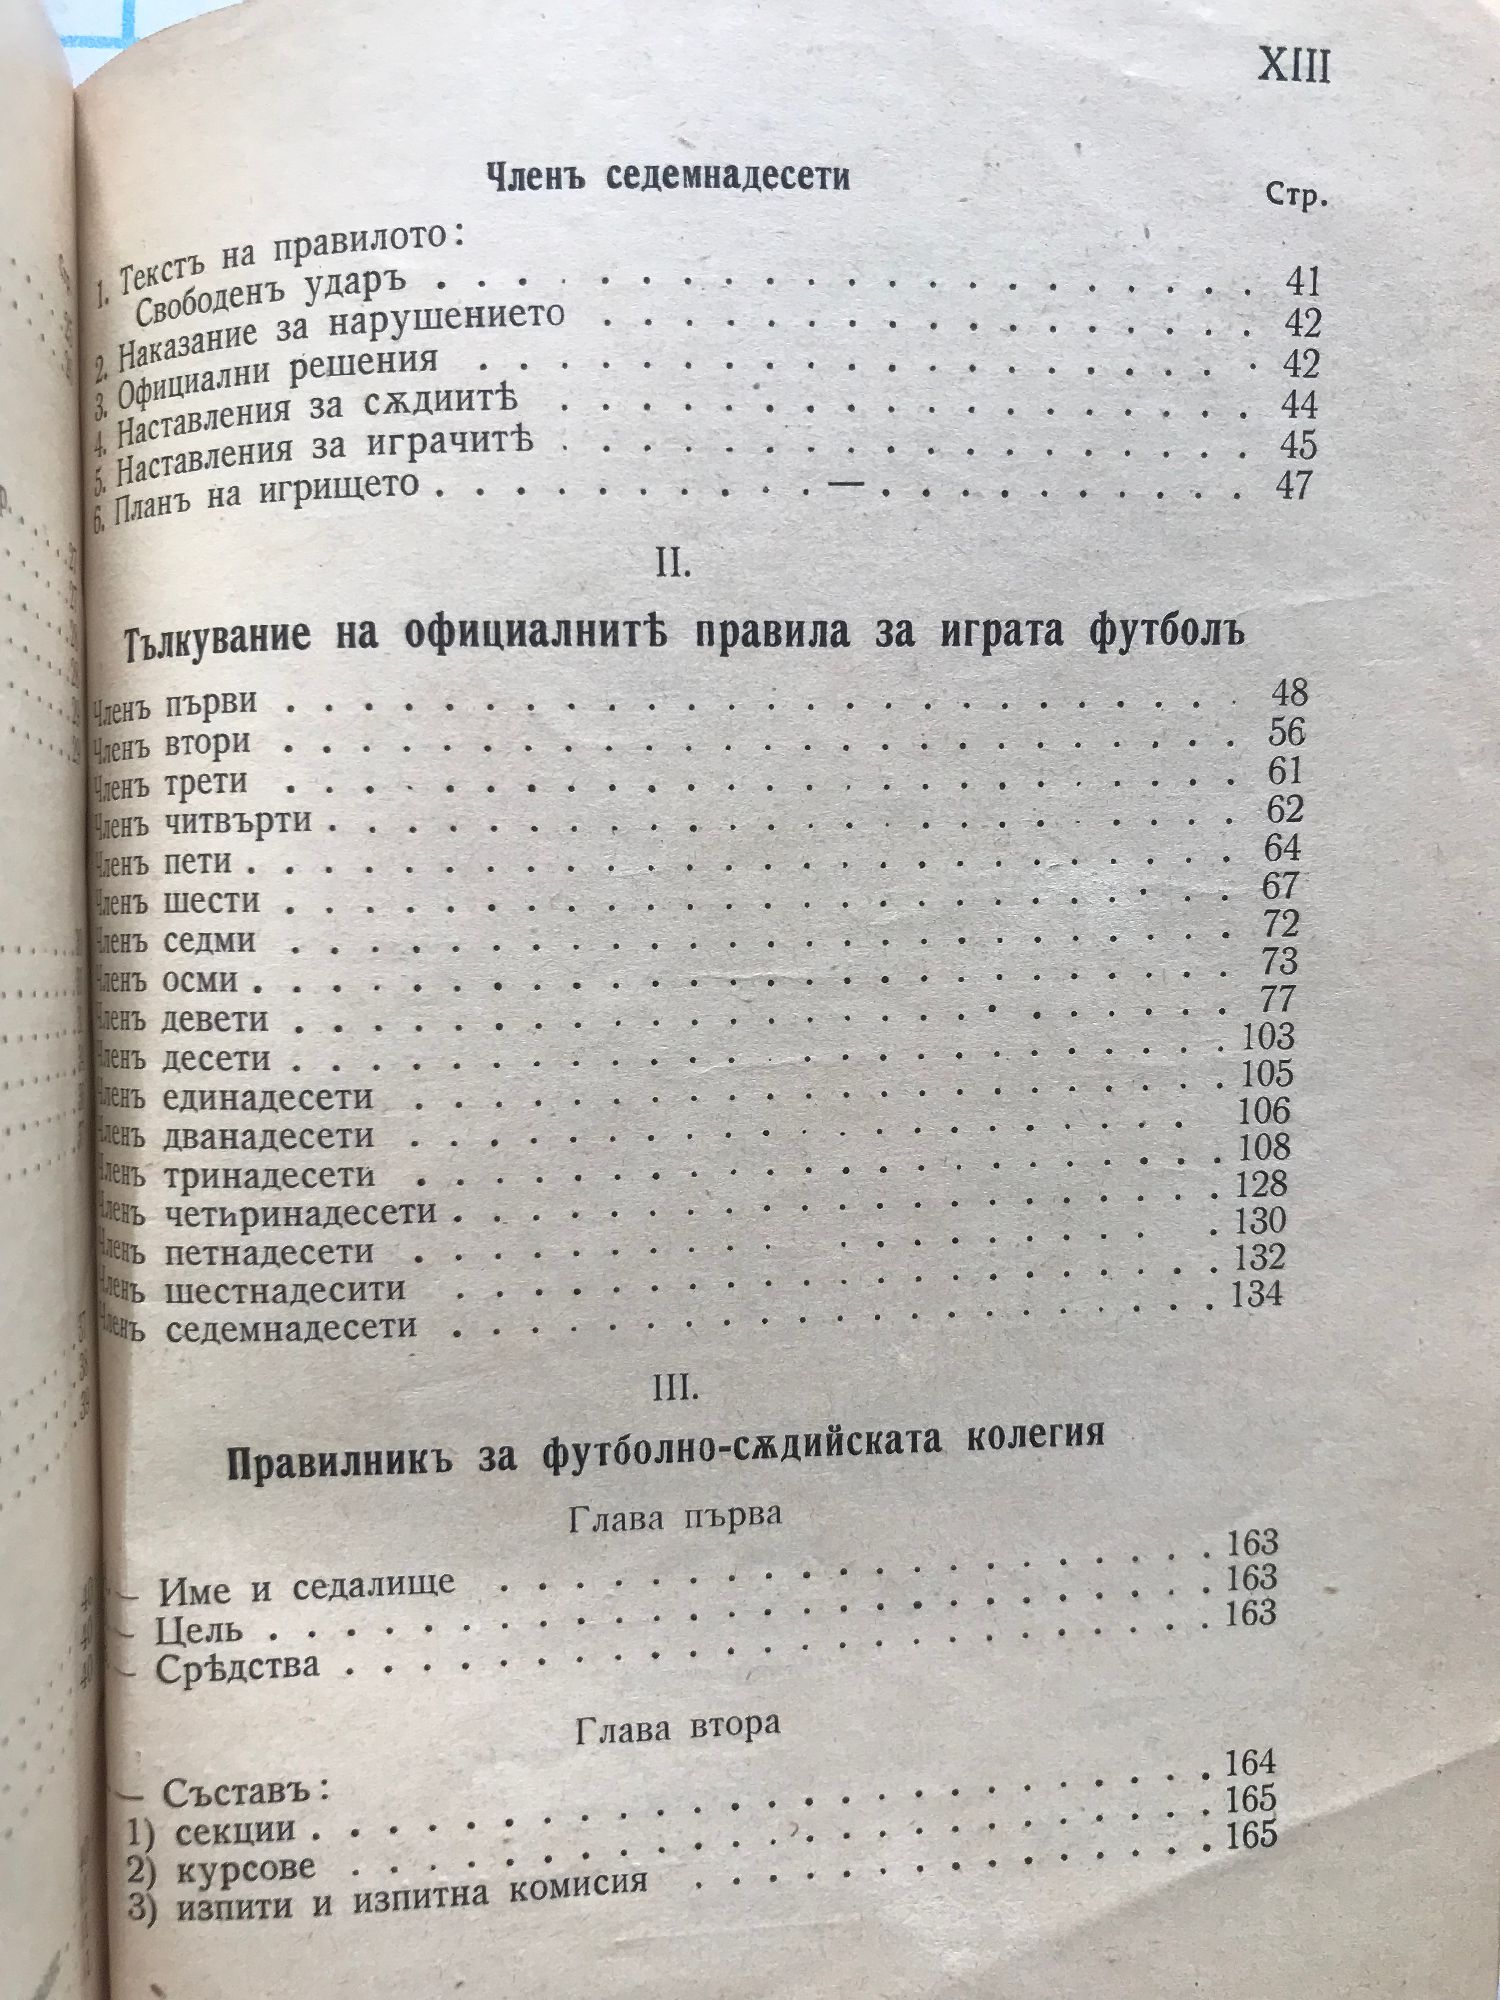 XIII
Членъ седемнадесети
Стр.
1. Текстъ на правилото:
Свободенъ ударъ . . . . . . . . . . . . . . . . . . . . . 41
2. Наказание за нарушението . . . . . . . . . . . . . . . . . 42
3. Официални решения . . . . . . . . . . . . . . . . . . . . 42
4. Наставления за сѫдиитѣ . . . . . . . . . . . . . . . . . . 44
5. Наставления за играчитѣ . . . . . . . . . . . . . . . . . . 45
6. Планъ на игрището . . . . . . . . . . — . . . . . . . . . . 47
II.
Тълкуване на официалнитѣ правила за играта футболъ
Членъ първи . . . . . . . . . . . . . . . . . . . . . . . . 48
Членъ втори . . . . . . . . . . . . . . . . . . . . . . . . 56
Членъ трети . . . . . . . . . . . . . . . . . . . . . . . . 61
Членъ читвърти . . . . . . . . . . . . . . . . . . . . . . . 62
Членъ пети . . . . . . . . . . . . . . . . . . . . . . . . . 64
Членъ шести . . . . . . . . . . . . . . . . . . . . . . . . 67
Членъ седми . . . . . . . . . . . . . . . . . . . . . . . . 72
Членъ осми . . . . . . . . . . . . . . . . . . . . . . . . . 73
Членъ девети . . . . . . . . . . . . . . . . . . . . . . . . 77
Членъ десети . . . . . . . . . . . . . . . . . . . . . . . . 103
Членъ единадесети . . . . . . . . . . . . . . . . . . . . . 105
Членъ дванадесети . . . . . . . . . . . . . . . . . . . . 106
Членъ тринадесети . . . . . . . . . . . . . . . . . . . . . 108
Членъ четиринадесети . . . . . . . . . . . . . . . . . . . . 128
Членъ петнадесети . . . . . . . . . . . . . . . . . . . . 130
Членъ шестнадесити . . . . . . . . . . . . . . . . . . . . 132
Членъ седемнадесети . . . . . . . . . . . . . . . . . . . . 134
III.
Правилникъ за футболно-сѫдийската колегия
Глава първа
— Име и седалище . . . . . . . . . . . . . . . . . . . 163
— Цель . . . . . . . . . . . . . . . . . . . . . . . . . 163
— Срѣдства . . . . . . . . . . . . . . . . . . . . . . . 163
Глава втора
— Съставъ:
1) секции . . . . . . . . . . . . . . . . . . . . . . . . 164
2) курсове . . . . . . . . . . . . . . . . . . . . . . . 165
3) изпити и изпитна комисия . . . . . . . . . . . . . . 165